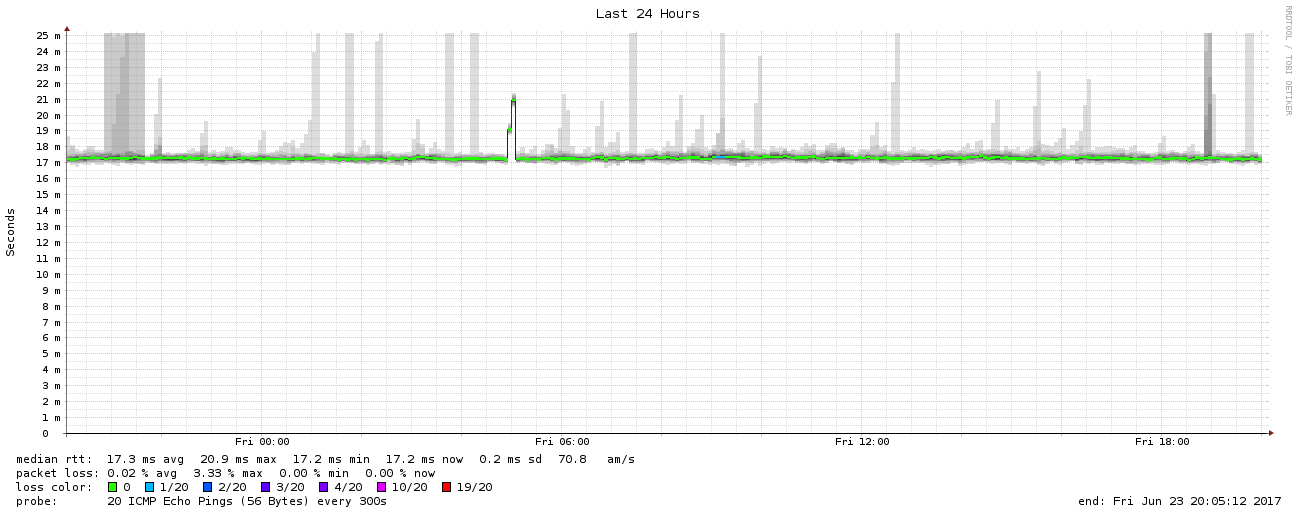 Last 24 Hours
RRDTOOL / TOBI OETIKER
Seconds
25 m
24 m
23 m
22 m
21 m
20 m
19 m
18 m
17 m
16 m
15 m
14 m
13 m
12 m
11 m
10 m
9 m
8 m
7 m
6 m
5 m
4 m
3 m
2 m
1 m
0
Fri 00:00 Fri 06:00 Fri 12:00 Fri 18:00
median rtt: 17.3 ms avg 20.9 ms max 17.2 ms min 17.2 ms now 0.2 ms sd 70.8 am/s
packet loss: 0.02 % avg 3.33 % max 0.00 % min 0.00 % now
loss color: 0 1/20 2/20 3/20 4/20 10/20 19/20
probe: 20 ICMP Echo Pings (56 Bytes) every 300s end: Fri Jun 23 20:05:12 2017